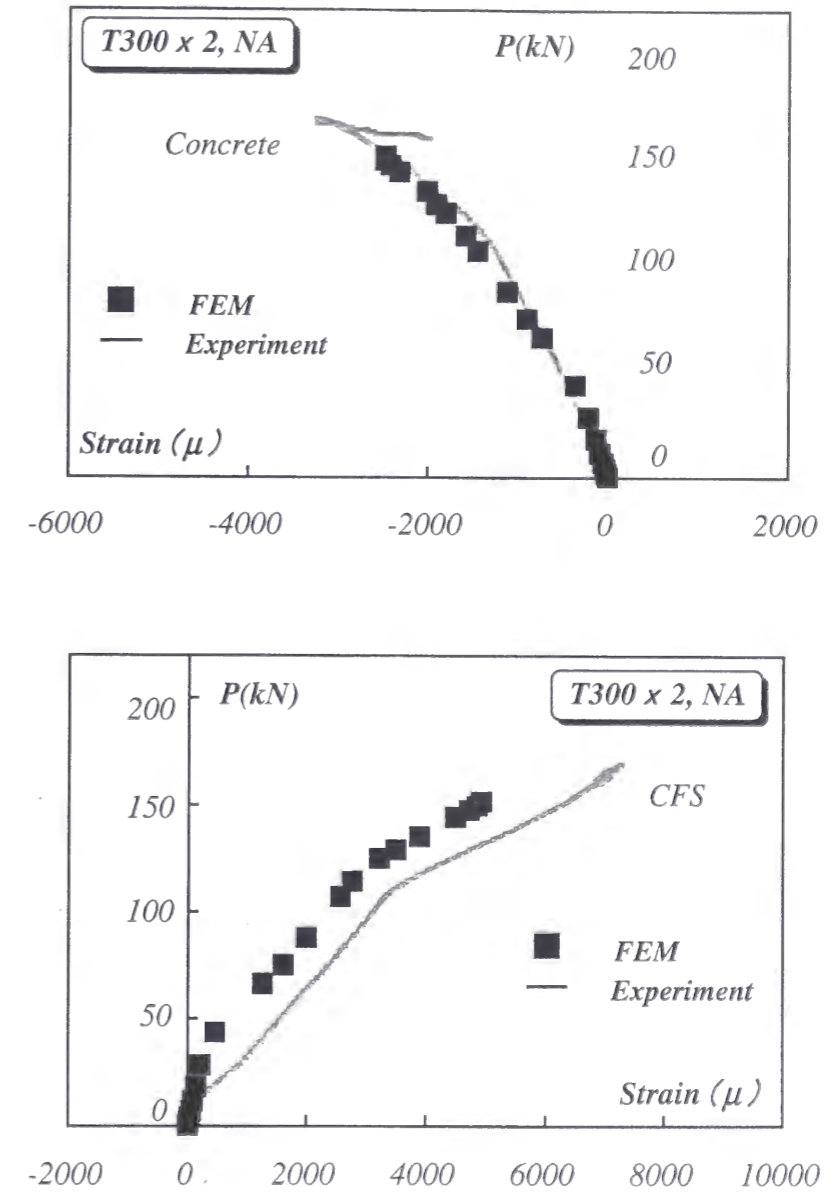 T300 x 2, NA
P(kN)
200
Concrete
150
100
FEM
Experiment
50
Strain (μ)
0
-6000 -4000 -2000 0 2000
P(kN)
T300 x 2, NA
200
CFS
150
100
FEM
Experiment
50
Strain (μ)
0
-2000 0 2000 4000 6000 8000 10000